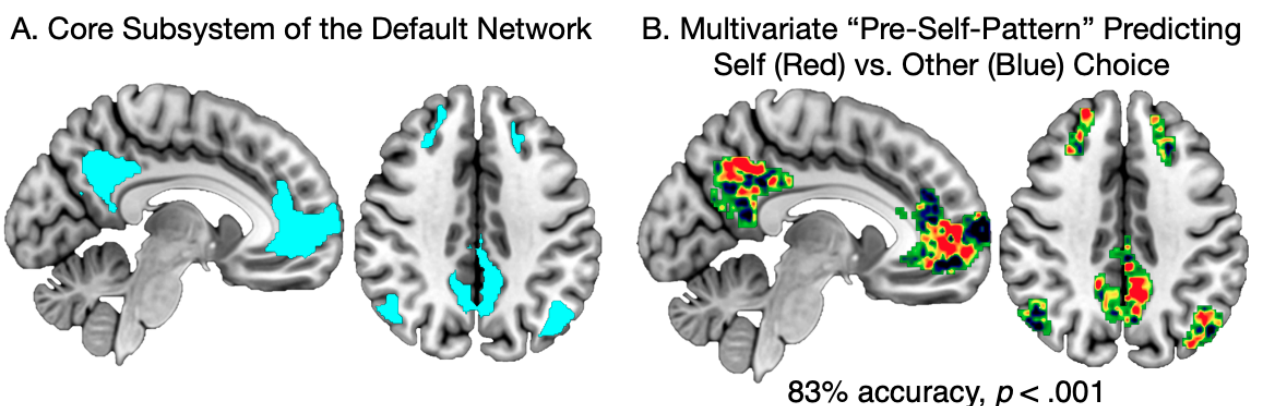 A. Core Subsystem of the Default Network
B. Multivariate “Pre-Self-Pattern” Predicting
Self (Red) vs. Other (Blue) Choice
83% accuracy, p < .001